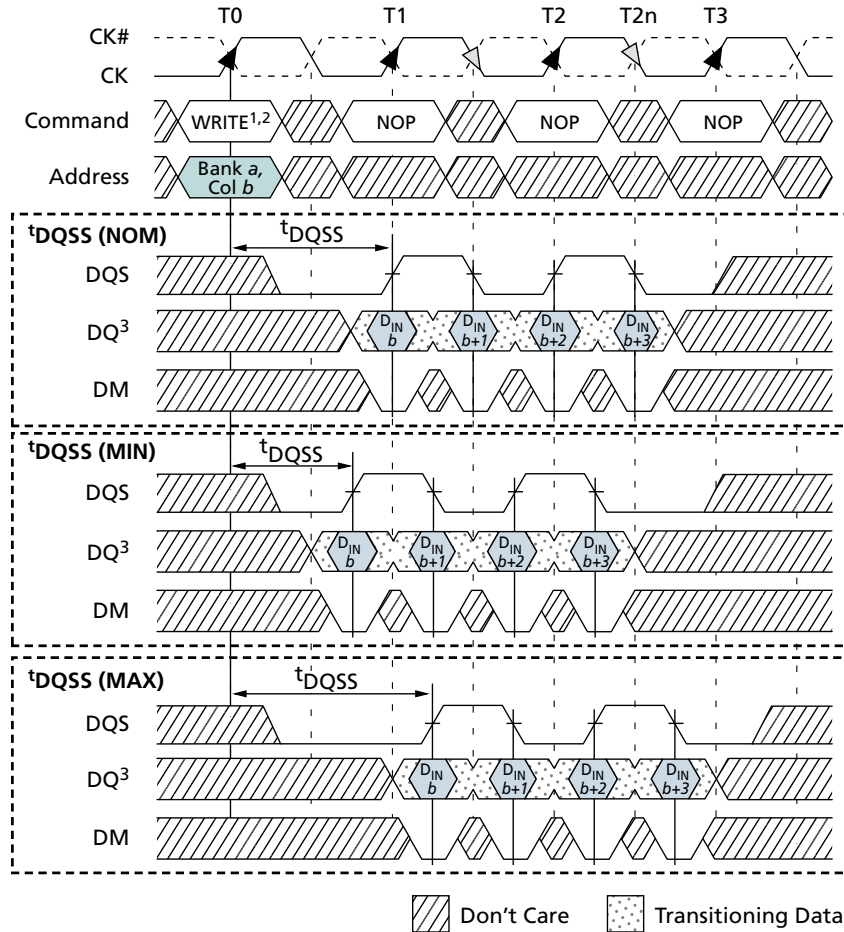 T0 T1 T2 T2n T3
CK#
CK
Command WRITE1,2 NOP NOP NOP
Address Bank a, Col b
tDQSS (NOM) tDQSS
DQS
DQ3 DIN b DIN b+1 DIN b+2 DIN b+3
DM
tDQSS (MIN) tDQSS
DQS
DQ3 DIN b DIN b+1 DIN b+2 DIN b+3
DM
tDQSS (MAX) tDQSS
DQS
DQ3 DIN b DIN b+1 DIN b+2 DIN b+3
DM
Don't Care Transitioning Data